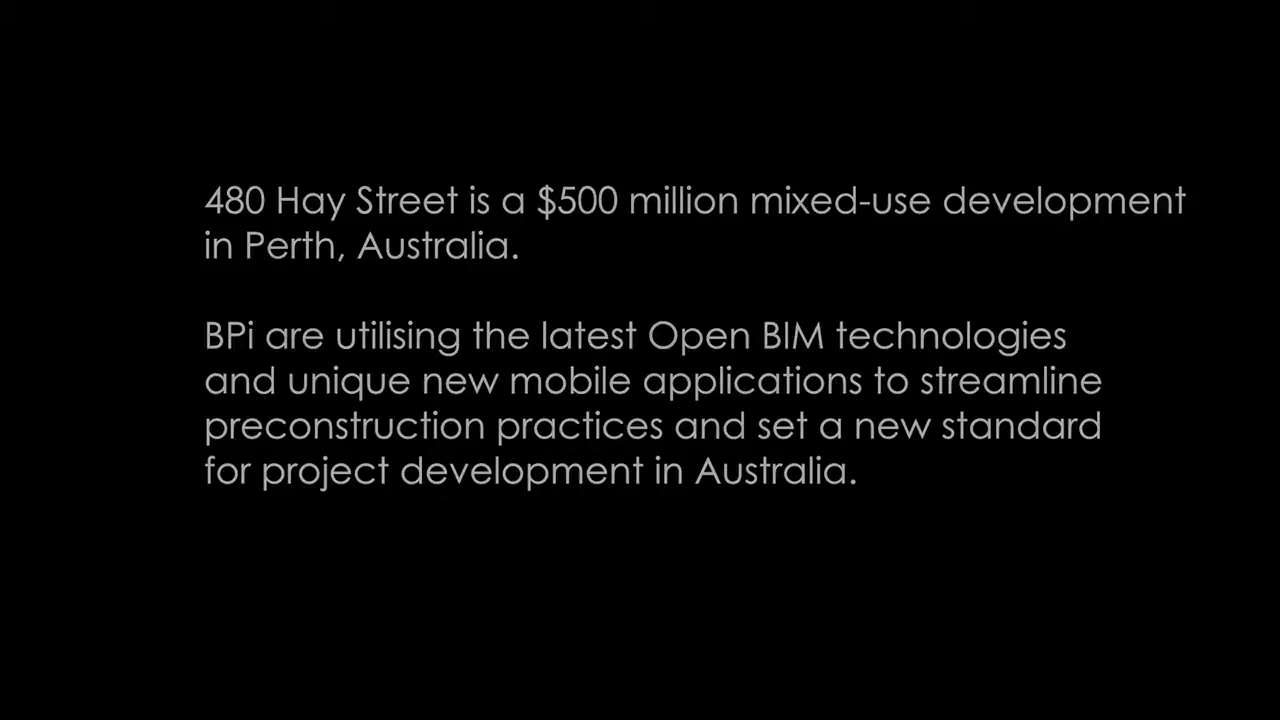 480 Hay Street is a $500 million mixed-use development
in Perth, Australia.
BPi are utilising the latest Open BIM technologies
and unique new mobile applications to streamline
preconstruction practices and set a new standard
for project development in Australia.